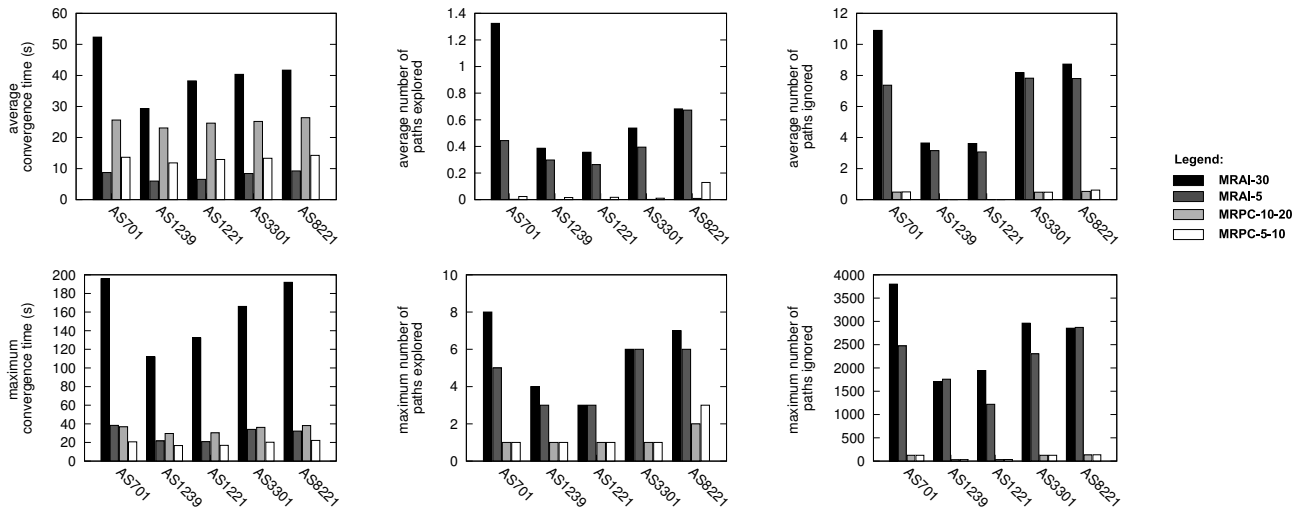 average
convergence time (s)
60
50
40
30
20
10
0
AS701
AS1239
AS1221
AS3301
AS8221
average number of
paths explored
1.4
1.2
1
0.8
0.6
0.4
0.2
0
AS701
AS1239
AS1221
AS3301
AS8221
average number of
paths ignored
12
10
8
6
4
2
0
AS701
AS1239
AS1221
AS3301
AS8221
Legend:
MRAI-30
MRAI-5
MRPC-10-20
MRPC-5-10
maximum
convergence time (s)
200
180
160
140
120
100
80
60
40
20
0
AS701
AS1239
AS1221
AS3301
AS8221
maximum number of
paths explored
10
8
6
4
2
0
AS701
AS1239
AS1221
AS3301
AS8221
maximum number of
paths ignored
4000
3500
3000
2500
2000
1500
1000
500
0
AS701
AS1239
AS1221
AS3301
AS8221